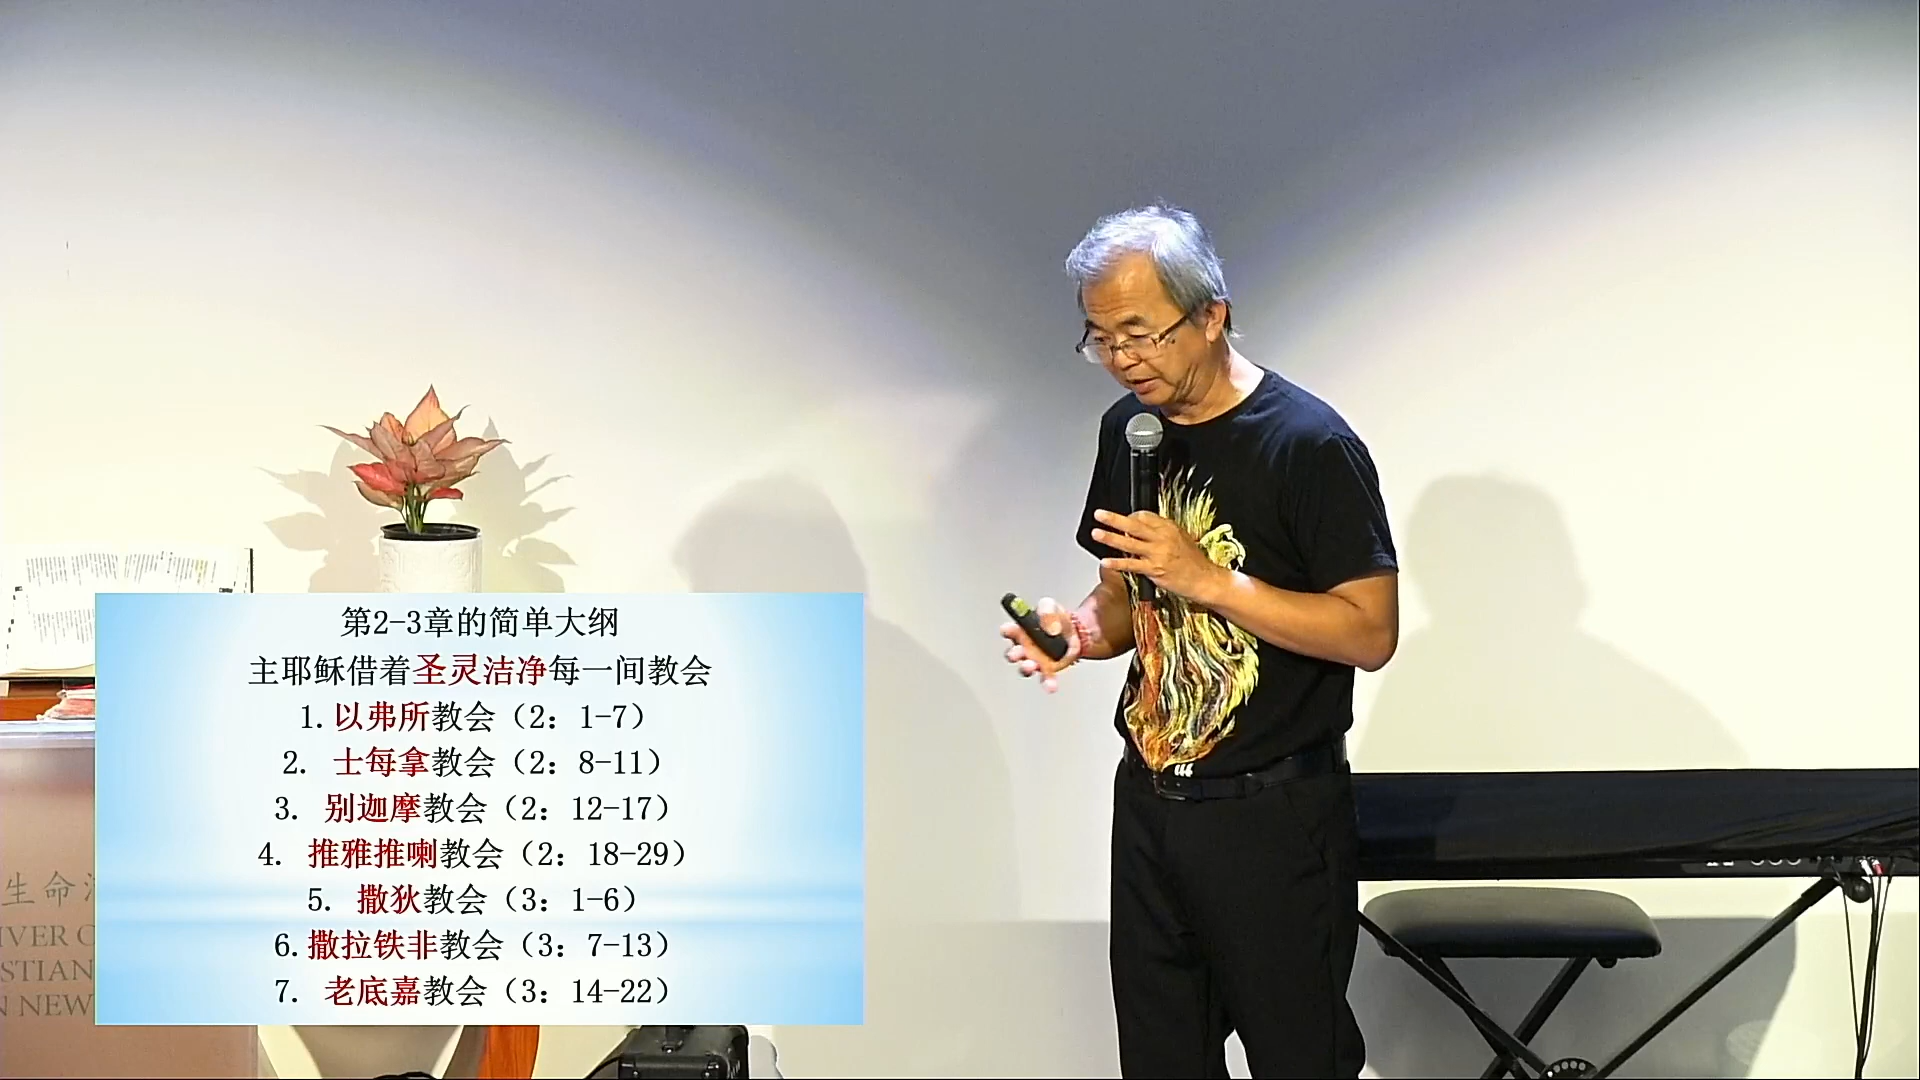 第2-3章的简单大纲
主耶稣借着圣灵洁净每一间教会
1.以弗所教会（2：1-7）
2. 士每拿教会（2：8-11）
3. 别迦摩教会（2：12-17）
4. 推雅推喇教会（2：18-29）
5. 撒狄教会（3：1-6）
6.撒拉铁非教会（3：7-13）
7. 老底嘉教会（3：14-22）
生命
IVER
STIAN
NEW